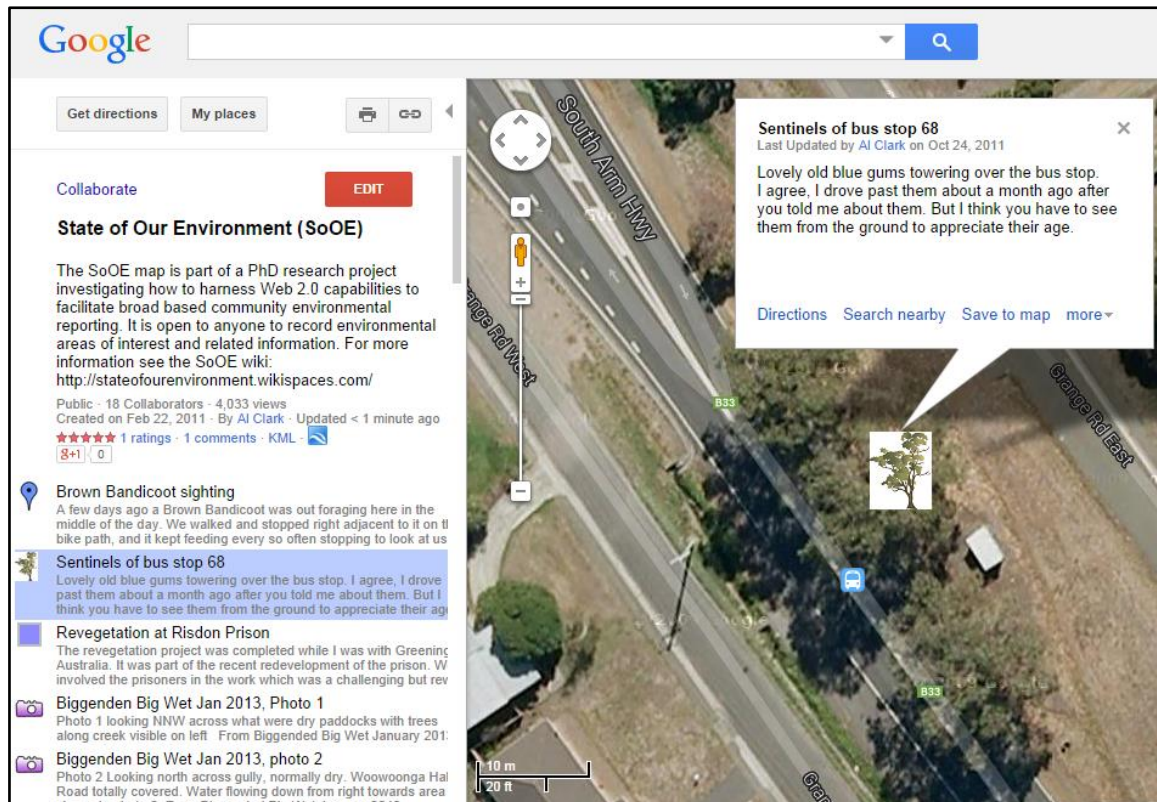 Google
Get directions
My places
Collaborate
EDIT
State of Our Environment (SoOE)
The SoOE map is part of a PhD research project
investigating how to harness Web 2.0 capabilities to
facilitate broad based community environmental
reporting. It is open to anyone to record environmental
areas of interest and related information. For more
information see the SoOE wiki:
http://stateofourenvironment.wikispaces.com/
Public · 18 Collaborators · 4,033 views
Created on Feb 22, 2011 · By Al Clark · Updated < 1 minute ago
1 ratings · 1 comments · KML ·
g+1 0
Brown Bandicoot sighting
A few days ago a Brown Bandicoot was out foraging here in the
middle of the day. We walked and stopped right adjacent to it on
bike path, and it kept feeding every so often stopping to look at us
Sentinels of bus stop 68
Lovely old blue gums towering over the bus stop. I agree, I drove
past them about a month ago after you told me about them. But I
think you have to see them from the ground to appreciate their
Revegetation at Risdon Prison
The revegetation project was completed while I was with Greening
Australia. It was part of the recent redevelopment of the prison.
involved the prisoners in the work which was a challenging but
Biggenden Big Wet Jan 2013, Photo 1
Photo 1 looking NNW across what were dry paddocks with trees
along creek visible on left From Biggenden Big Wet January
Biggenden Big Wet Jan 2013, photo 2
Photo 2 Looking north across gully, normally dry. Woowoonga
Road totally covered. Water flowing down from right towards area
South Arm Hwy
Grange Rd West
B33
Sentinels of bus stop 68
Last Updated by Al Clark on Oct 24, 2011
Lovely old blue gums towering over the bus stop.
I agree, I drove past them about a month ago after
you told me about them. But I think you have to see
them from the ground to appreciate their age.
Directions Search nearby Save to map more
Grange Rd East
B33
10 m
20 ft